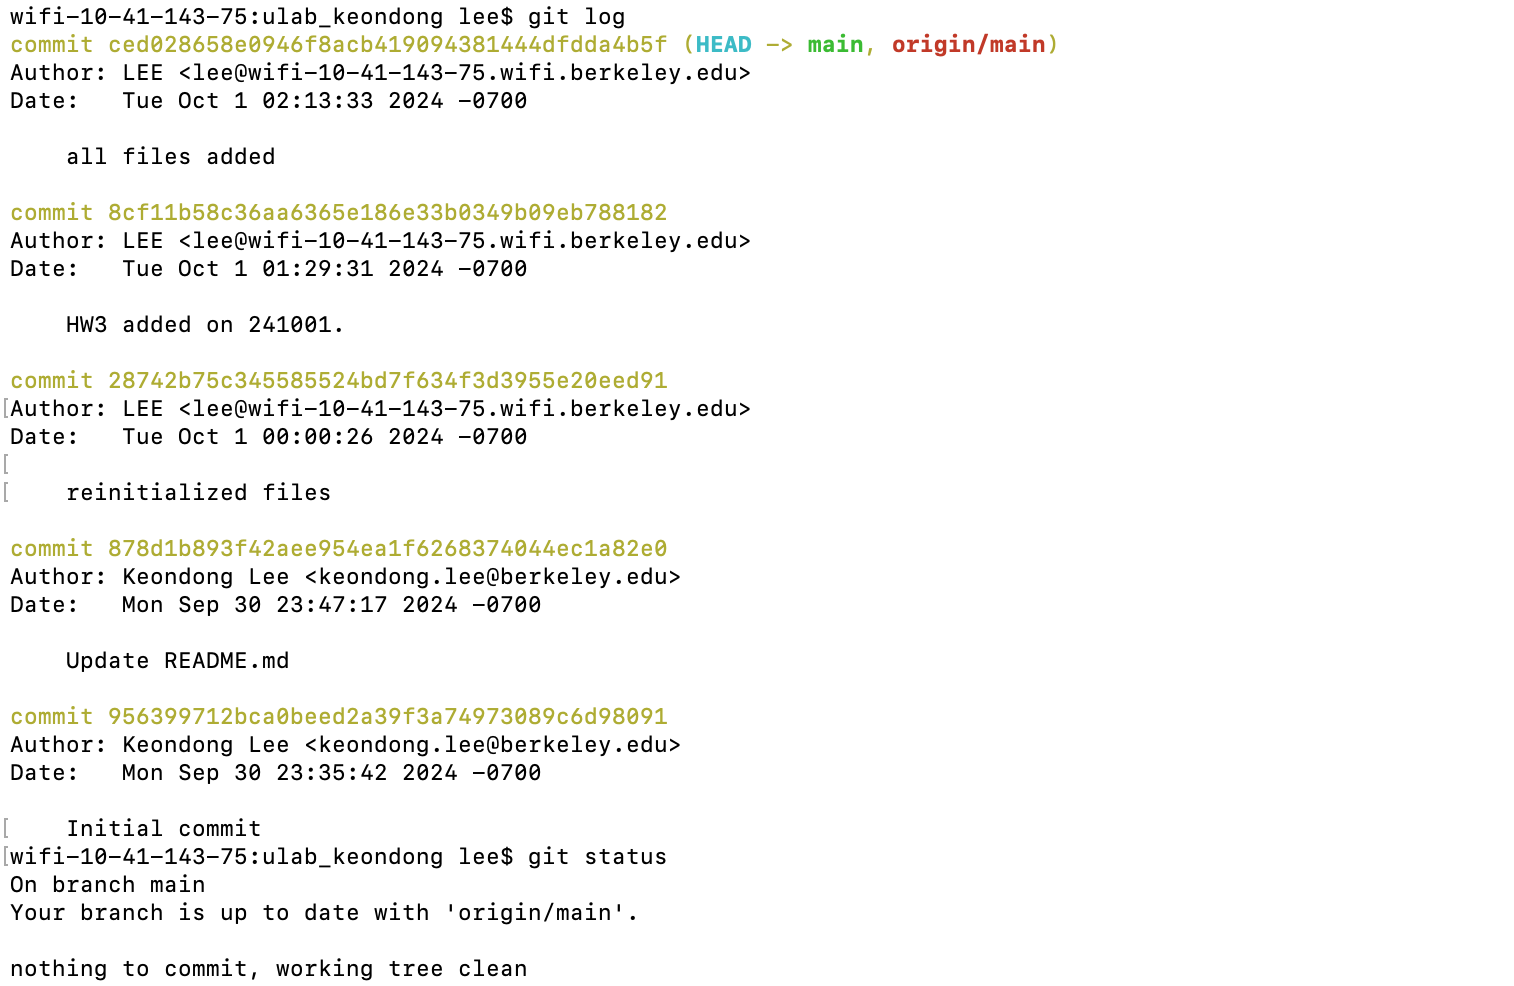 wifi-10-41-143-75:ulab_keondong lee$ git log
commit ced028658e0946f8acb419094381444dfdda4b5f (HEAD -> main, origin/main)
Author: LEE <lee@wifi-10-41-143-75.wifi.berkeley.edu>
Date:   Tue Oct 1 02:13:33 2024 -0700
    all files added
commit 8cf11b58c36aa6365e186e33b0349b09eb788182
Author: LEE <lee@wifi-10-41-143-75.wifi.berkeley.edu>
Date:   Tue Oct 1 01:29:31 2024 -0700
    HW3 added on 241001.
commit 28742b75c345585524bd7f634f3d3955e20eed91
Author: LEE <lee@wifi-10-41-143-75.wifi.berkeley.edu>
Date:   Tue Oct 1 00:00:26 2024 -0700
    reinitialized files
commit 878d1b893f42aee954ea1f6268374044ec1a82e0
Author: Keondong Lee <keondong.lee@berkeley.edu>
Date:   Mon Sep 30 23:47:17 2024 -0700
    Update README.md
commit 956399712bca0beed2a39f3a74973089c6d98091
Author: Keondong Lee <keondong.lee@berkeley.edu>
Date:   Mon Sep 30 23:35:42 2024 -0700
    Initial commit
wifi-10-41-143-75:ulab_keondong lee$ git status
On branch main
Your branch is up to date with 'origin/main'.
nothing to commit, working tree clean